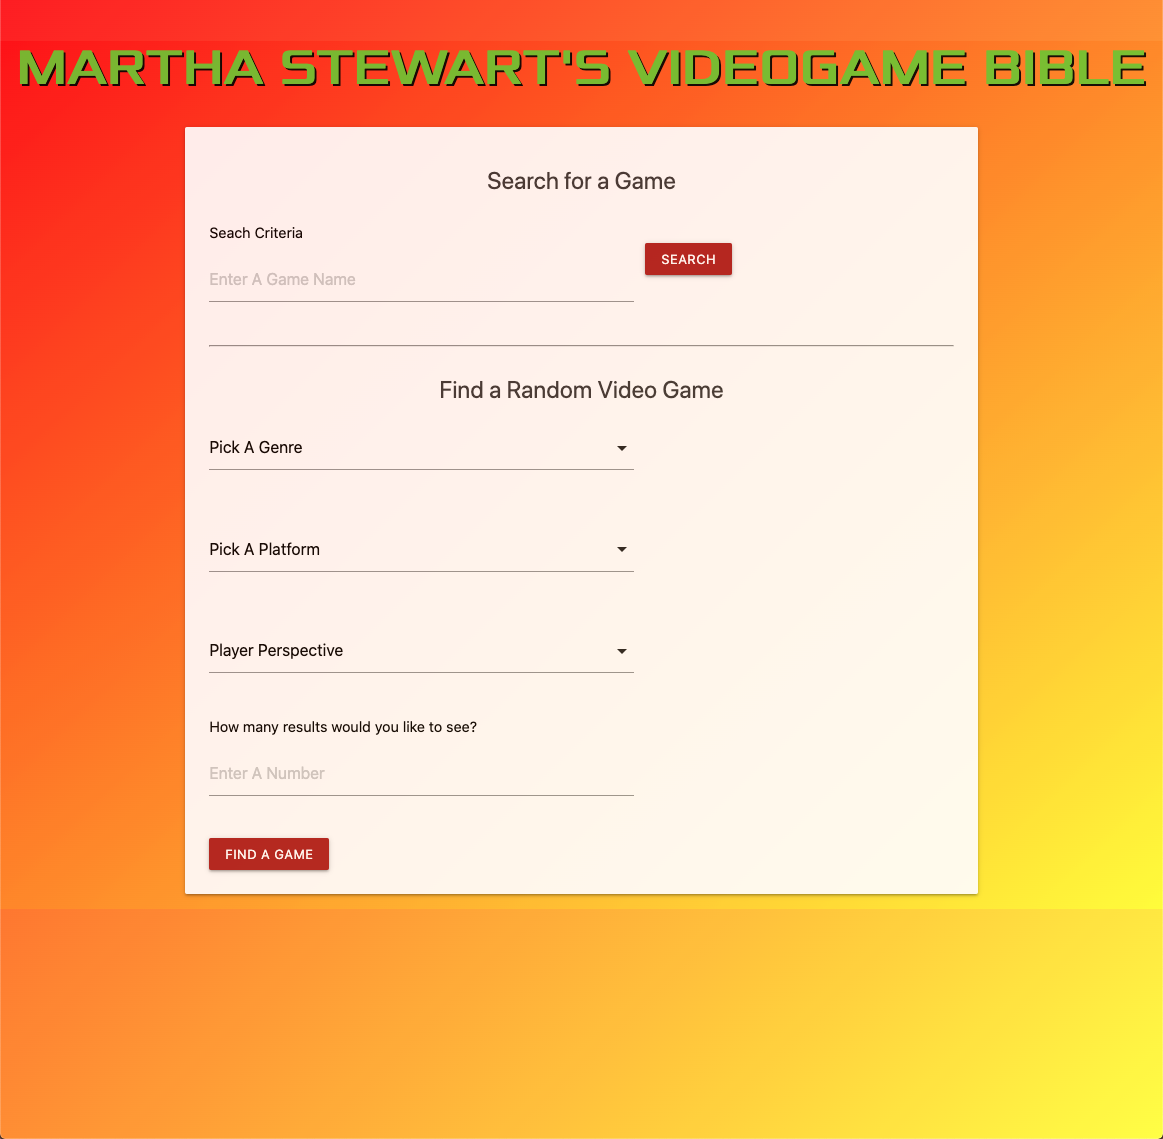 MARTHA STEWART'S VIDEOGAME BIBLE
Search for a Game
Seach Criteria
Enter A Game Name
SEARCH
Find a Random Video Game
Pick A Genre
Pick A Platform
Player Perspective
How many results would you like to see?
Enter A Number
FIND A GAME